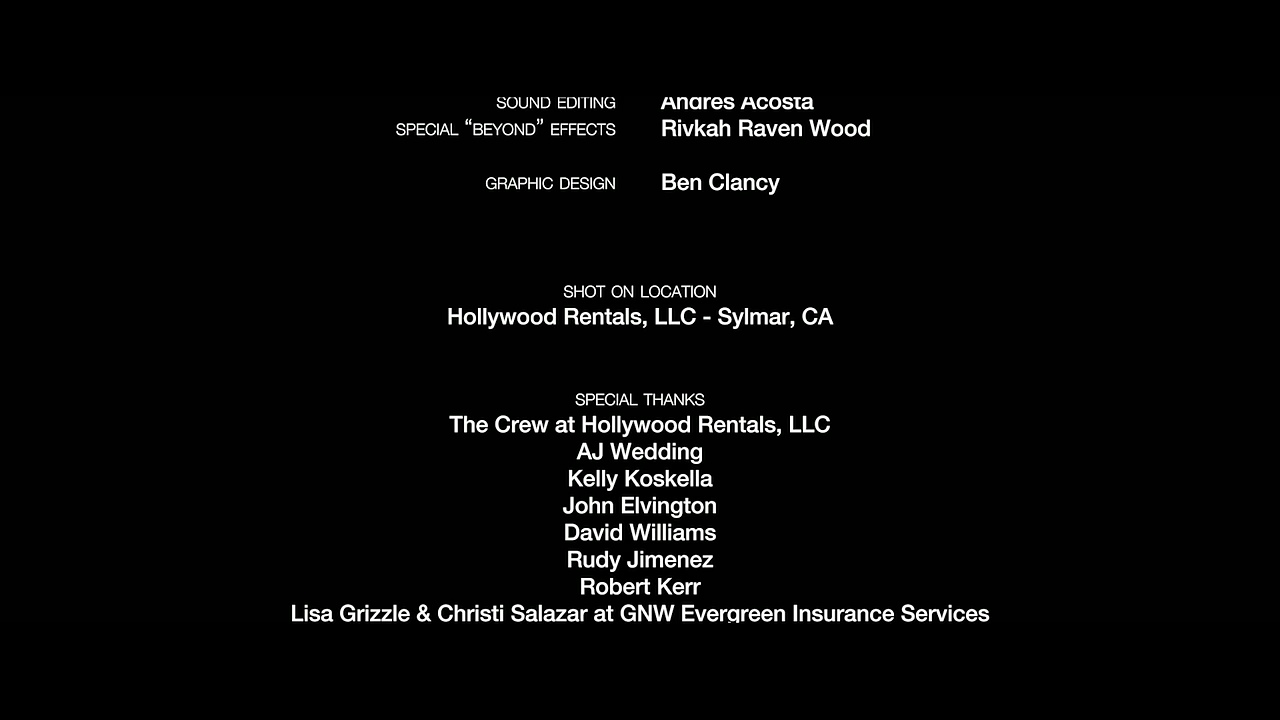 SOUND EDITING Andres Acosta
SPECIAL “BEYOND” EFFECTS Rivkah Raven Wood
GRAPHIC DESIGN Ben Clancy
SHOT ON LOCATION
Hollywood Rentals, LLC - Sylmar, CA
SPECIAL THANKS
The Crew at Hollywood Rentals, LLC
AJ Wedding
Kelly Koskella
John Elvington
David Williams
Rudy Jimenez
Robert Kerr
Lisa Grizzle & Christi Salazar at GNW Evergreen Insurance Services